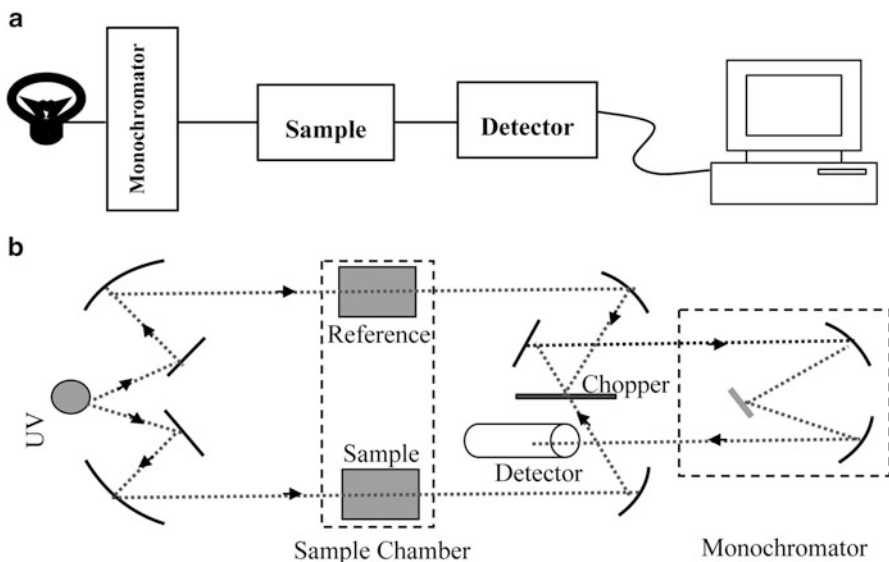 a
Monochromator
Sample
Detector
b
UV
Reference
Chopper
Detector
Sample
Sample Chamber
Monochromator